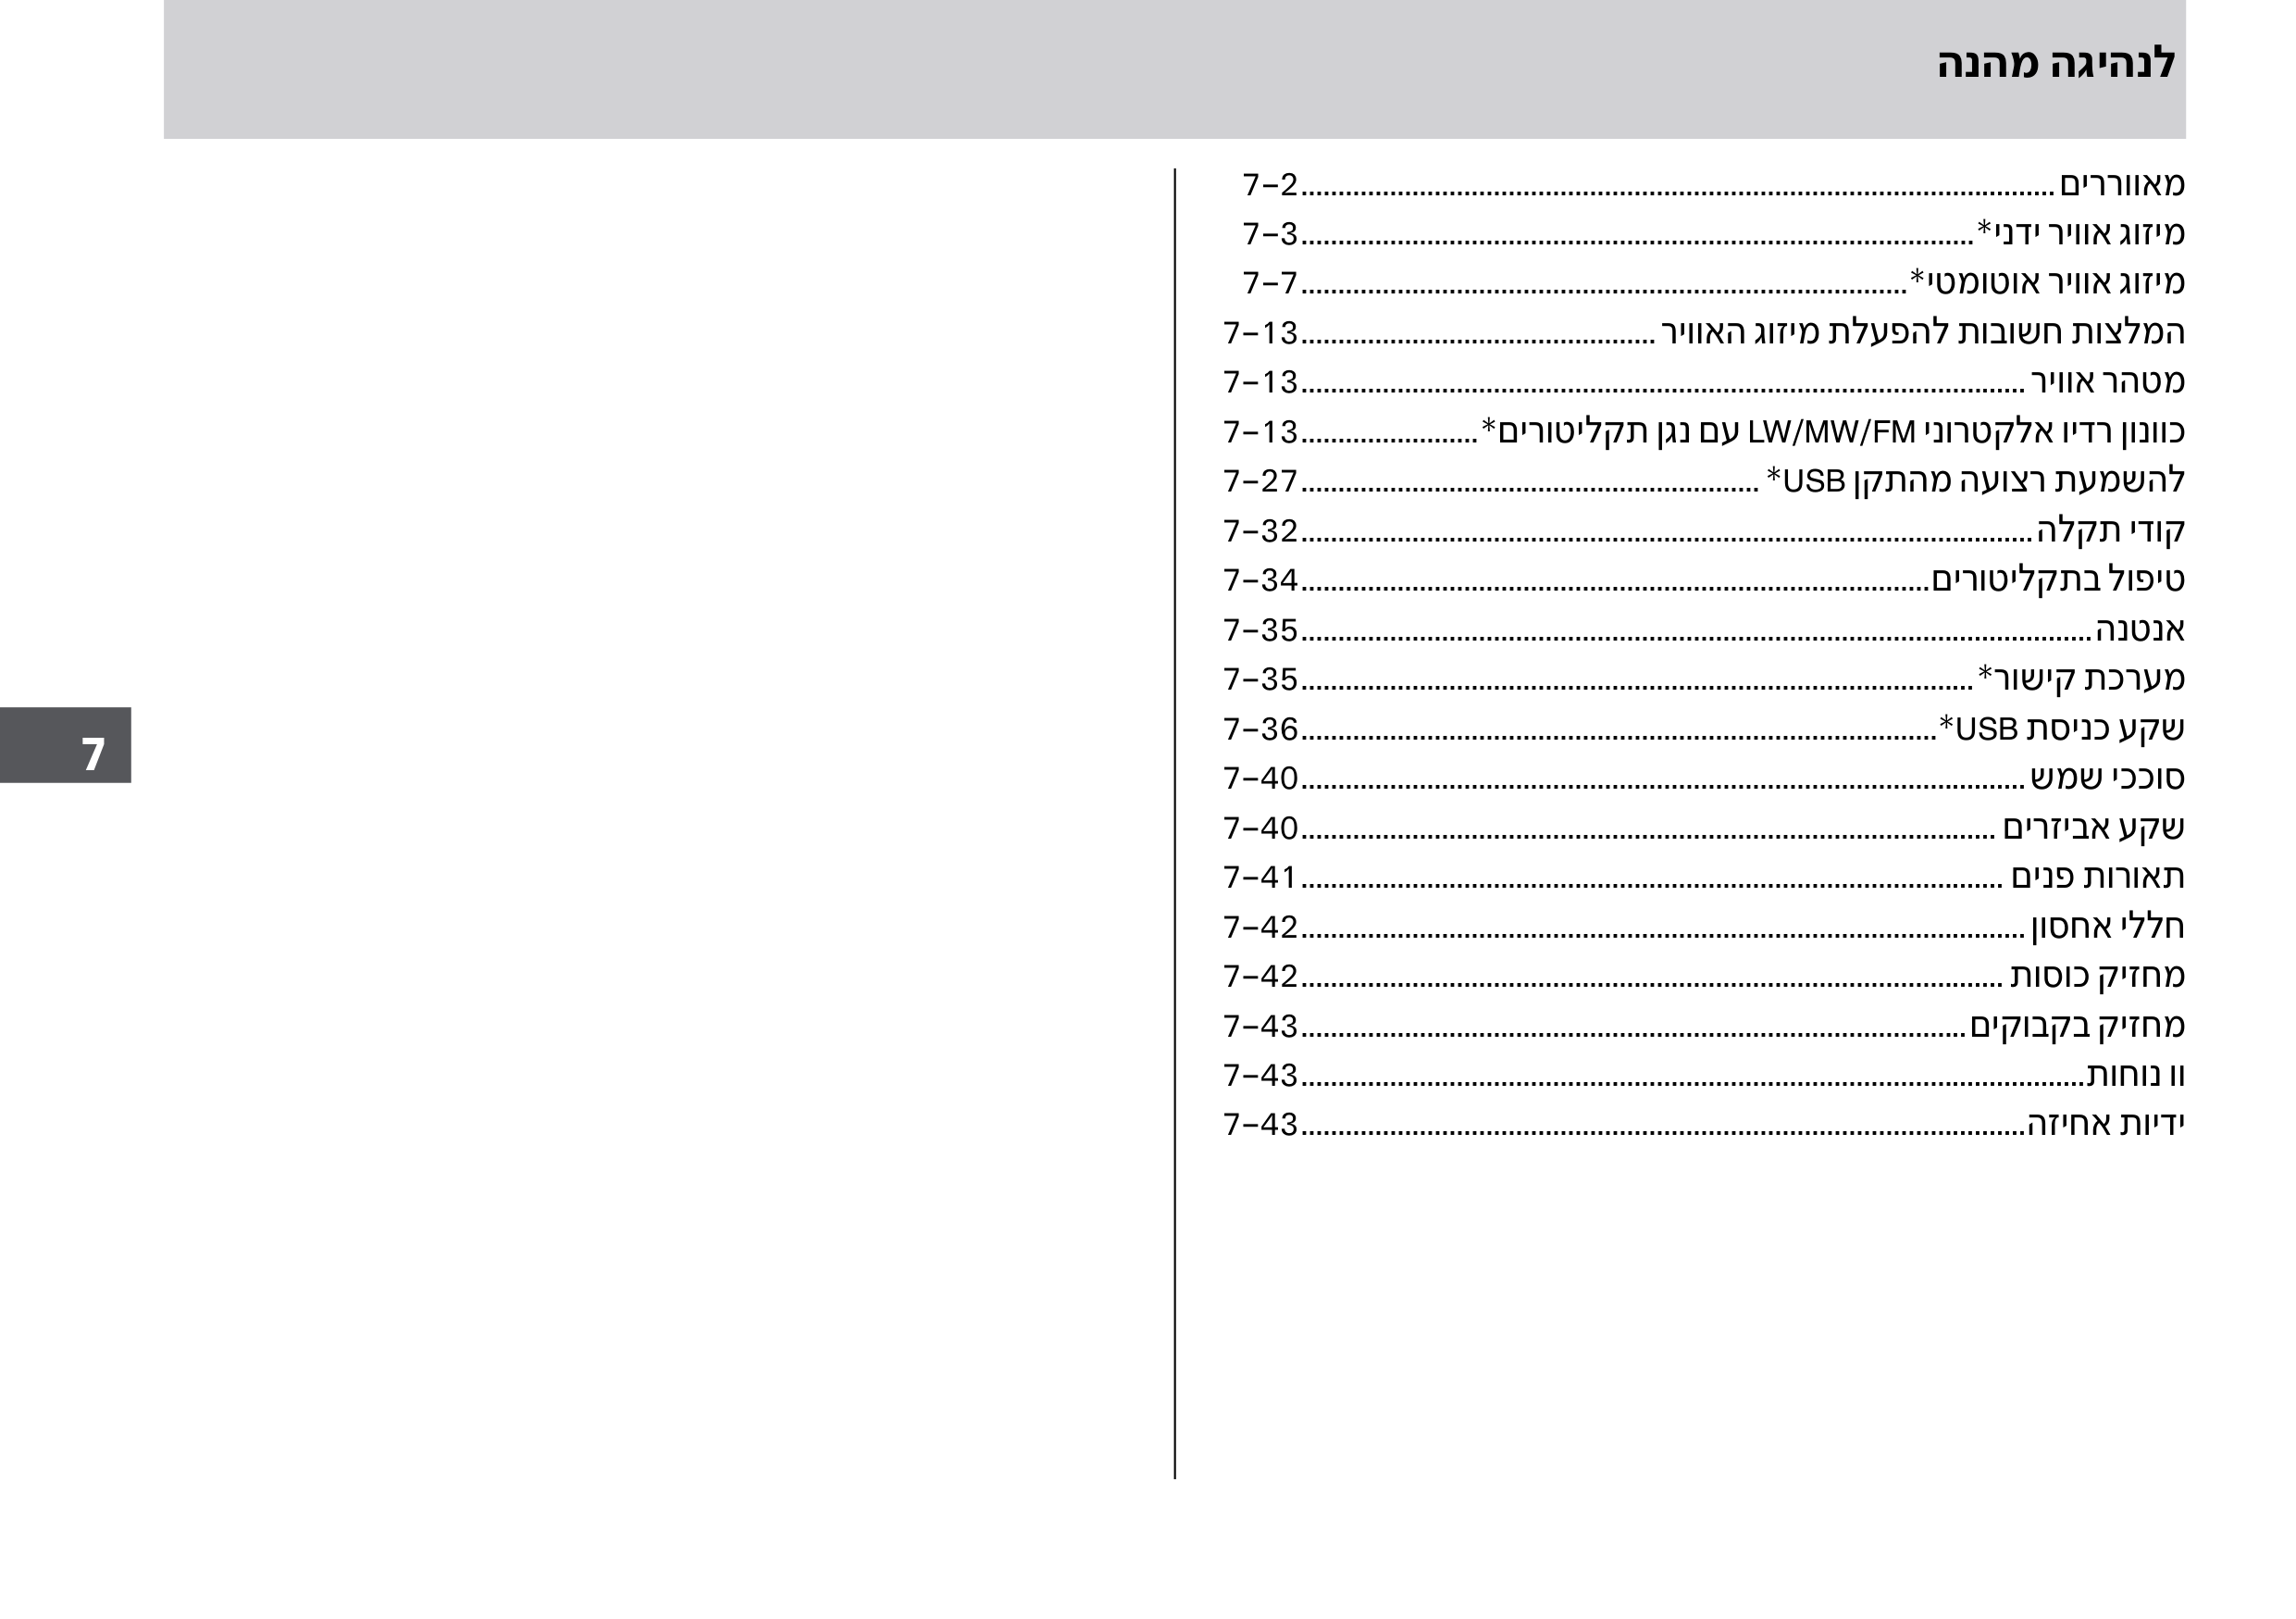 לנהיגה מהנה
מאווררים 7-2
מיזוג אוויר ידני* 7-3
מיזוג אוויר אוטומטי* 7-7
המלצות חשובות להפעלת מיזוג האוויר 7-13
מטהר אוויר 7-13
כוונון רדיו אלקטרוני LW/MW/FM עם נגן תקליטורים* 7-13
להשמעת רצועה מהתקן USB* 7-27
קודי תקלה 7-32
טיפול בתקליטורים 7-34
אנטנה 7-35
מערכת קישור* 7-35
שקע כניסת USB* 7-36
סוככי שמש 7-40
שקע אביזרים 7-40
תאורות פנים 7-41
חללי אחסון 7-42
מחזיק כוסות 7-42
מחזיק בקבוקים 7-43
וו נוחות 7-43
ידיות אחיזה 7-43
7